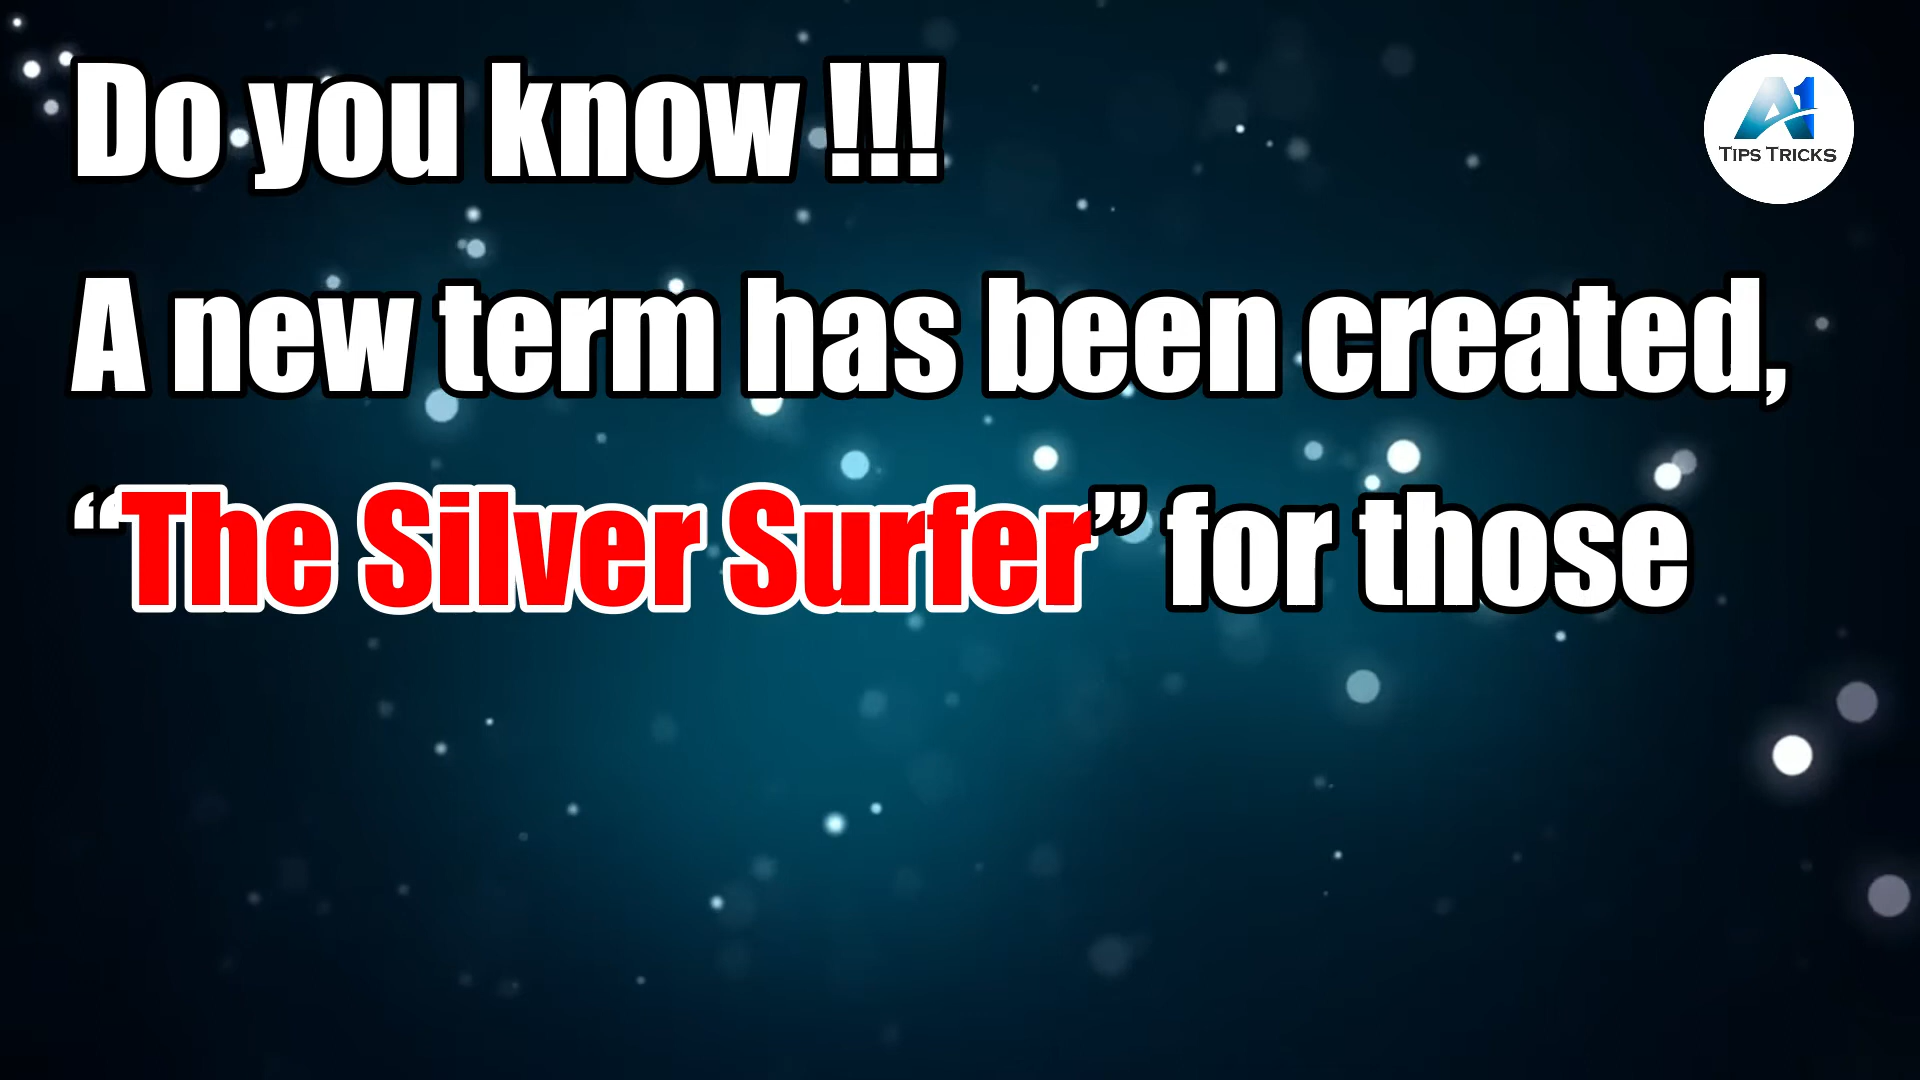 Do you know !!!
A new term has been created,
“The Silver Surfer” for those
A1
TIPS TRICKS